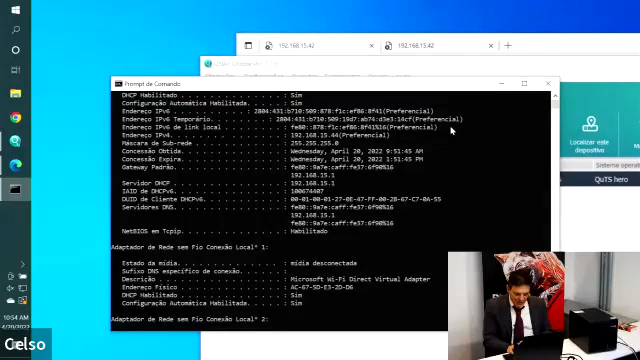 192.168.15.42
192.168.15.42
Prompt de Comando
DHCP Habilitado . . . . . . . . : Sim
Configuração Automática Habilitada. . . . . : Sim
Endereço IPv6 . . . . . . . . . . : 2804:431:b710:509:878:f1c:ef86:8f41(Preferencial)
Endereço IPv6 Temporário. . . . . . . . : 2804:431:b710:509:19d7:ab74:d3e3:14cf(Preferencial)
Endereço IPv6 de link local . . . . . . . . : fe80::878:f1c:ef86:8f41%16(Preferencial)
Endereço IPv4. . . . . . . . : 192.168.15.44(Preferencial)
Máscara de Sub-rede . . . . . . . . : 255.255.255.0
Concessão Obtida. . . . . . . . : Wednesday, April 20, 2022 9:51:45 AM
Concessão Expira. . . . . . . . : Wednesday, April 20, 2022 1:51:45 PM
Gateway Padrão. . . . . . . . : fe80::9a7e:caff:fe37:6f90%16
192.168.15.1
Servidor DHCP . . . . . . . . : 192.168.15.1
IAID de DHCPv6. . . . . . . . : 100674407
DUID de Cliente DHCPv6. . . . . . . . : 00-01-00-01-27-0E-47-FF-00-2B-67-C7-0A-55
Servidores DNS. . . . . . . . : fe80::9a7e:caff:fe37:6f90%16
192.168.15.1
fe80::9a7e:caff:fe37:6f90%16
NetBIOS em Tcpip. . . . . . . . : Habilitado
Adaptador de Rede sem Fio Conexão Local* 1:
Estado da mídia. . . . . . . . : mídia desconectada
Sufixo DNS específico de conexão. . . . . . : 
Descrição . . . . . . . . : Microsoft Wi-Fi Direct Virtual Adapter
Endereço Físico . . . . . . . . : AC-67-5D-E3-2D-D6
DHCP Habilitado . . . . . . . . : Sim
Configuração Automática Habilitada. . . . . : Sim
Adaptador de Rede sem Fio Conexão Local* 2:
Localizar este
dispositivo
Sistema operat
QuTS hero
10:54 AM
4/20/2022
Celso